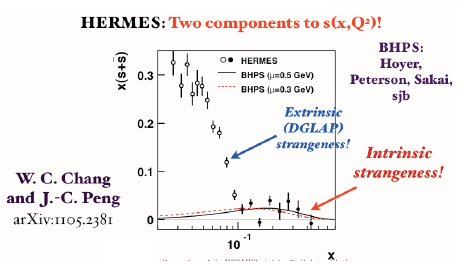 HERMES: Two components to s(x,Q²)!
BHPS:
Hoyer,
Peterson, Sakai,
sjb
x(s+s̄)
0.3
0.2
0.1
0
HERMES
BHPS (μ=0.5 GeV)
BHPS (μ=0.3 GeV)
Extrinsic
(DGLAP)
strangeness!
Intrinsic
strangeness!
W. C. Chang
and J.-C. Peng
arXiv:1105.2381
10⁻¹
x